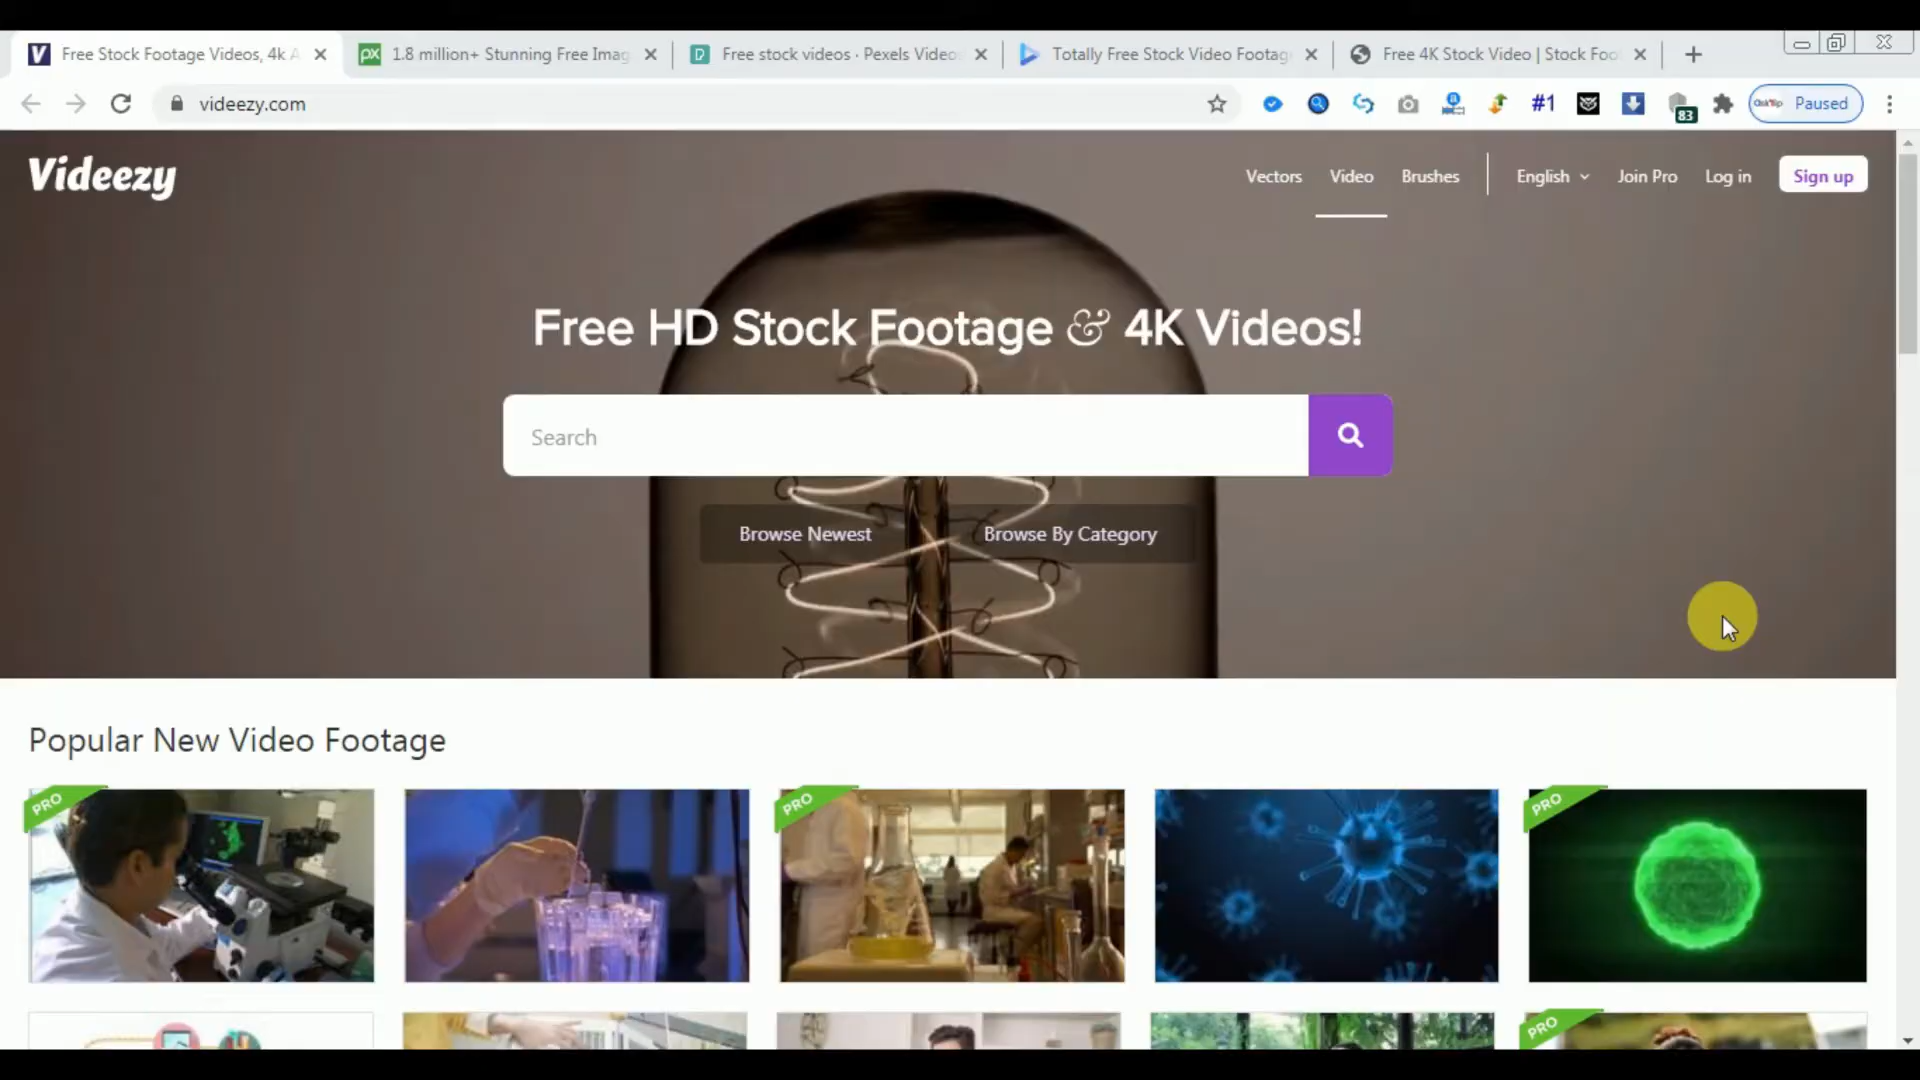 Free Stock Footage Videos, 4k A
1.8 million+ Stunning Free Imag
Free stock videos · Pexels Video
Totally Free Stock Video Footag
Free 4K Stock Video | Stock Foo
videezy.com
#1
83
Paused
Videezy
Vectors
Video
Brushes
English
Join Pro
Log in
Sign up
Free HD Stock Footage & 4K Videos!
Search
Browse Newest
Browse By Category
Popular New Video Footage
PRO
PRO
PRO
PRO